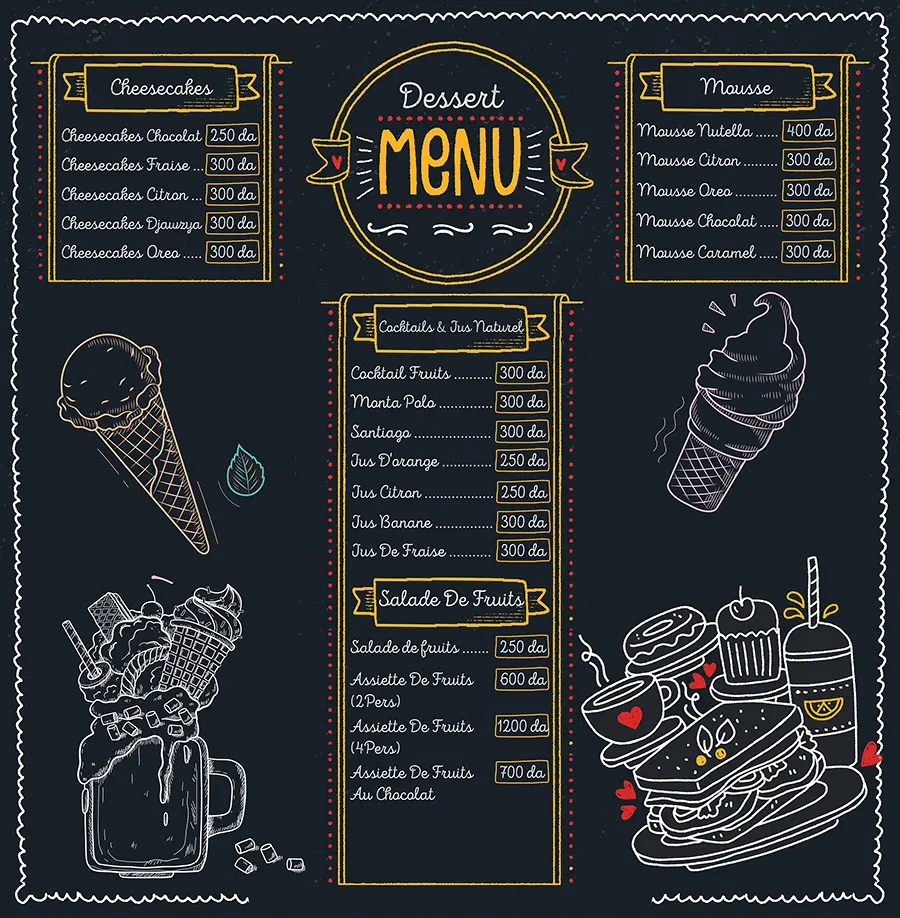 Cheesecakes
Cheesecakes Chocolat 250 da
Cheesecakes Fraise ... 300 da
Cheesecakes Citron ... 300 da
Cheesecakes Djawzya 300 da
Cheesecakes Oreo ..... 300 da
Dessert
MENU
Mousse
Mousse Nutella ...... 400 da
Mousse Citron ........... 300 da
Mousse Oreo ............. 300 da
Mousse Chocolat ...... 300 da
Mousse Caramel ...... 300 da
Cocktails & Jus Naturel
Cocktail Fruits .......... 300 da
Monta Polo .............. 300 da
Santiago .................... 300 da
Jus D'orange ............. 250 da
Jus Citron ................. 250 da
Jus Banane ............... 300 da
Jus De Fraise ........... 300 da
Salade De Fruits
Salade de fruits ....... 250 da
Assiette De Fruits 600 da
(2Pers)
Assiette De Fruits 1200 da
(4Pers)
Assiette De Fruits 700 da
Au Chocolat